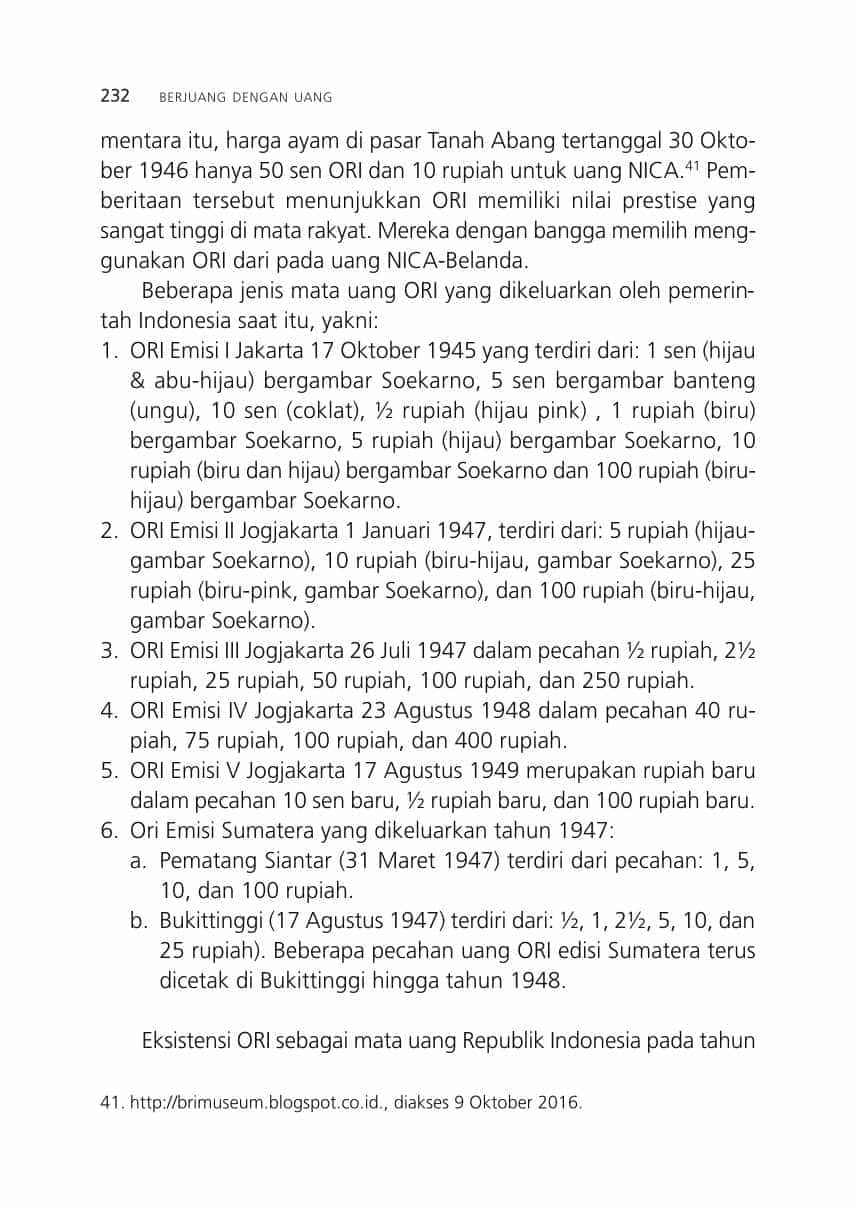 232 BERJUANG DENGAN UANG
mentara itu, harga ayam di pasar Tanah Abang tertanggal 30 Okto-
ber 1946 hanya 50 sen ORI dan 10 rupiah untuk uang NICA.⁴¹ Pem-
beritaan tersebut menunjukkan ORI memiliki nilai prestise yang
sangat tinggi di mata rakyat. Mereka dengan bangga memilih meng-
gunakan ORI dari pada uang NICA-Belanda.
Beberapa jenis mata uang ORI yang dikeluarkan oleh pemerin-
tah Indonesia saat itu, yakni:
1. ORI Emisi I Jakarta 17 Oktober 1945 yang terdiri dari: 1 sen (hijau
& abu-hijau) bergambar Soekarno, 5 sen bergambar banteng
(ungu), 10 sen (coklat), ½ rupiah (hijau pink) , 1 rupiah (biru)
bergambar Soekarno, 5 rupiah (hijau) bergambar Soekarno, 10
rupiah (biru dan hijau) bergambar Soekarno dan 100 rupiah (biru-
hijau) bergambar Soekarno.
2. ORI Emisi II Jogjakarta 1 Januari 1947, terdiri dari: 5 rupiah (hijau-
gambar Soekarno), 10 rupiah (biru-hijau, gambar Soekarno), 25
rupiah (biru-pink, gambar Soekarno), dan 100 rupiah (biru-hijau,
gambar Soekarno).
3. ORI Emisi III Jogjakarta 26 Juli 1947 dalam pecahan ½ rupiah, 2½
rupiah, 25 rupiah, 50 rupiah, 100 rupiah, dan 250 rupiah.
4. ORI Emisi IV Jogjakarta 23 Agustus 1948 dalam pecahan 40 ru-
piah, 75 rupiah, 100 rupiah, dan 400 rupiah.
5. ORI Emisi V Jogjakarta 17 Agustus 1949 merupakan rupiah baru
dalam pecahan 10 sen baru, ½ rupiah baru, dan 100 rupiah baru.
6. Ori Emisi Sumatera yang dikeluarkan tahun 1947:
a. Pematang Siantar (31 Maret 1947) terdiri dari pecahan: 1, 5,
10, dan 100 rupiah.
b. Bukittinggi (17 Agustus 1947) terdiri dari: ½, 1, 2½, 5, 10, dan
25 rupiah). Beberapa pecahan uang ORI edisi Sumatera terus
dicetak di Bukittinggi hingga tahun 1948.
Eksistensi ORI sebagai mata uang Republik Indonesia pada tahun
41. http://brimuseum.blogspot.co.id., diakses 9 Oktober 2016.